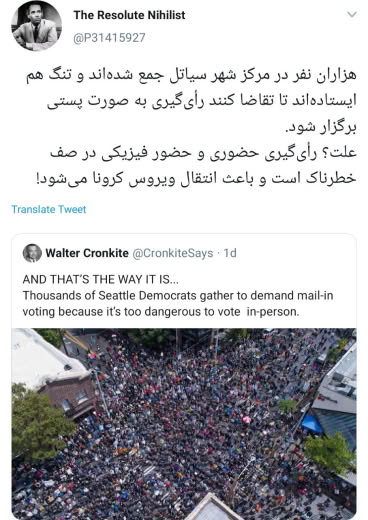 The Resolute Nihilist
@P31415927
هزاران نفر در مرکز شهر سیاتل جمع شده‌اند و تنگ هم
ایستاده‌اند تا تقاضا کنند رأی‌گیری به صورت پستی
برگزار شود.
علت؟ رأی‌گیری حضوری و حضور فیزیکی در صف
خطرناک است و باعث انتقال ویروس کرونا می‌شود!
Translate Tweet
Walter Cronkite @CronkiteSays · 1d
AND THAT'S THE WAY IT IS...
Thousands of Seattle Democrats gather to demand mail-in
voting because it's too dangerous to vote in-person.